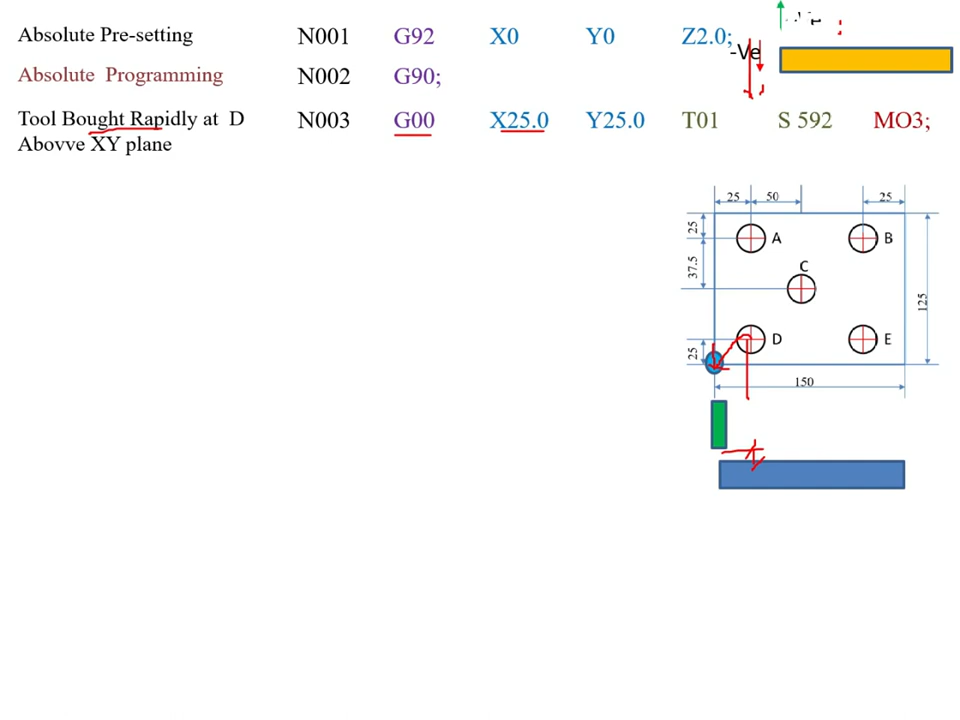 Absolute Pre-setting N001 G92 X0 Y0 Z2.0;
-Ve
Absolute Programming N002 G90;
Tool Bought Rapidly at D N003 G00 X25.0 Y25.0 T01 S 592 MO3;
Abovve XY plane
25 50 25
25
A B
37.5
C
125
D E
25
150